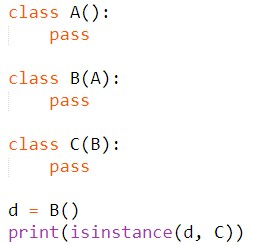 class A():
    pass
class B(A):
    pass
class C(B):
    pass
d = B()
print(isinstance(d, C))